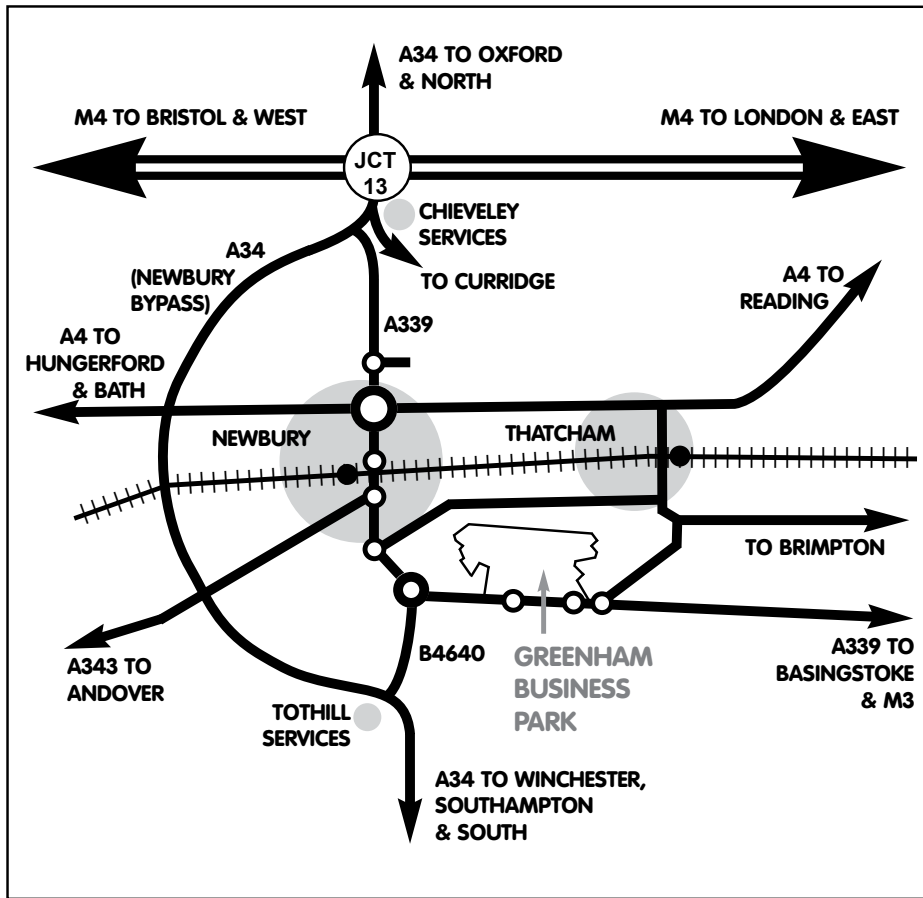 A34 TO OXFORD
& NORTH
M4 TO BRISTOL & WEST
M4 TO LONDON & EAST
JCT
13
CHIEVELEY
SERVICES
A34
(NEWBURY
BYPASS)
TO CURRIDGE
A4 TO
READING
A339
A4 TO
HUNGERFORD
& BATH
NEWBURY
THATCHAM
TO BRIMPTON
A343 TO
ANDOVER
B4640
GREENHAM
BUSINESS
PARK
A339 TO
BASINGSTOKE
& M3
TOTHILL
SERVICES
A34 TO WINCHESTER,
SOUTHAMPTON
& SOUTH